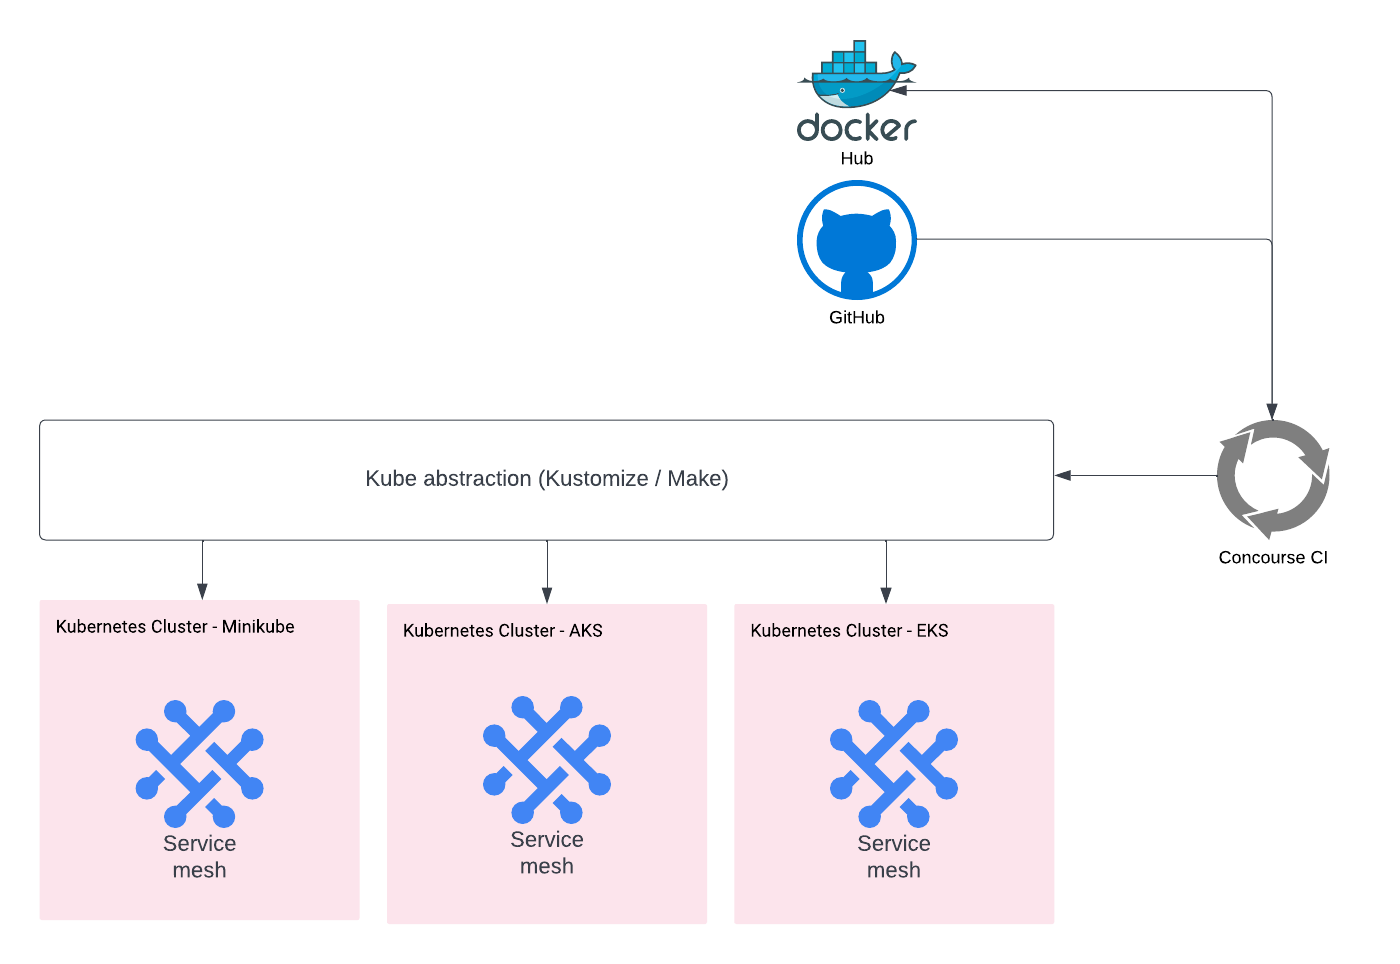 docker
Hub
GitHub
Kube abstraction (Kustomize / Make)
Concourse CI
Kubernetes Cluster - Minikube
Kubernetes Cluster - AKS
Kubernetes Cluster - EKS
Service
mesh
Service
mesh
Service
mesh